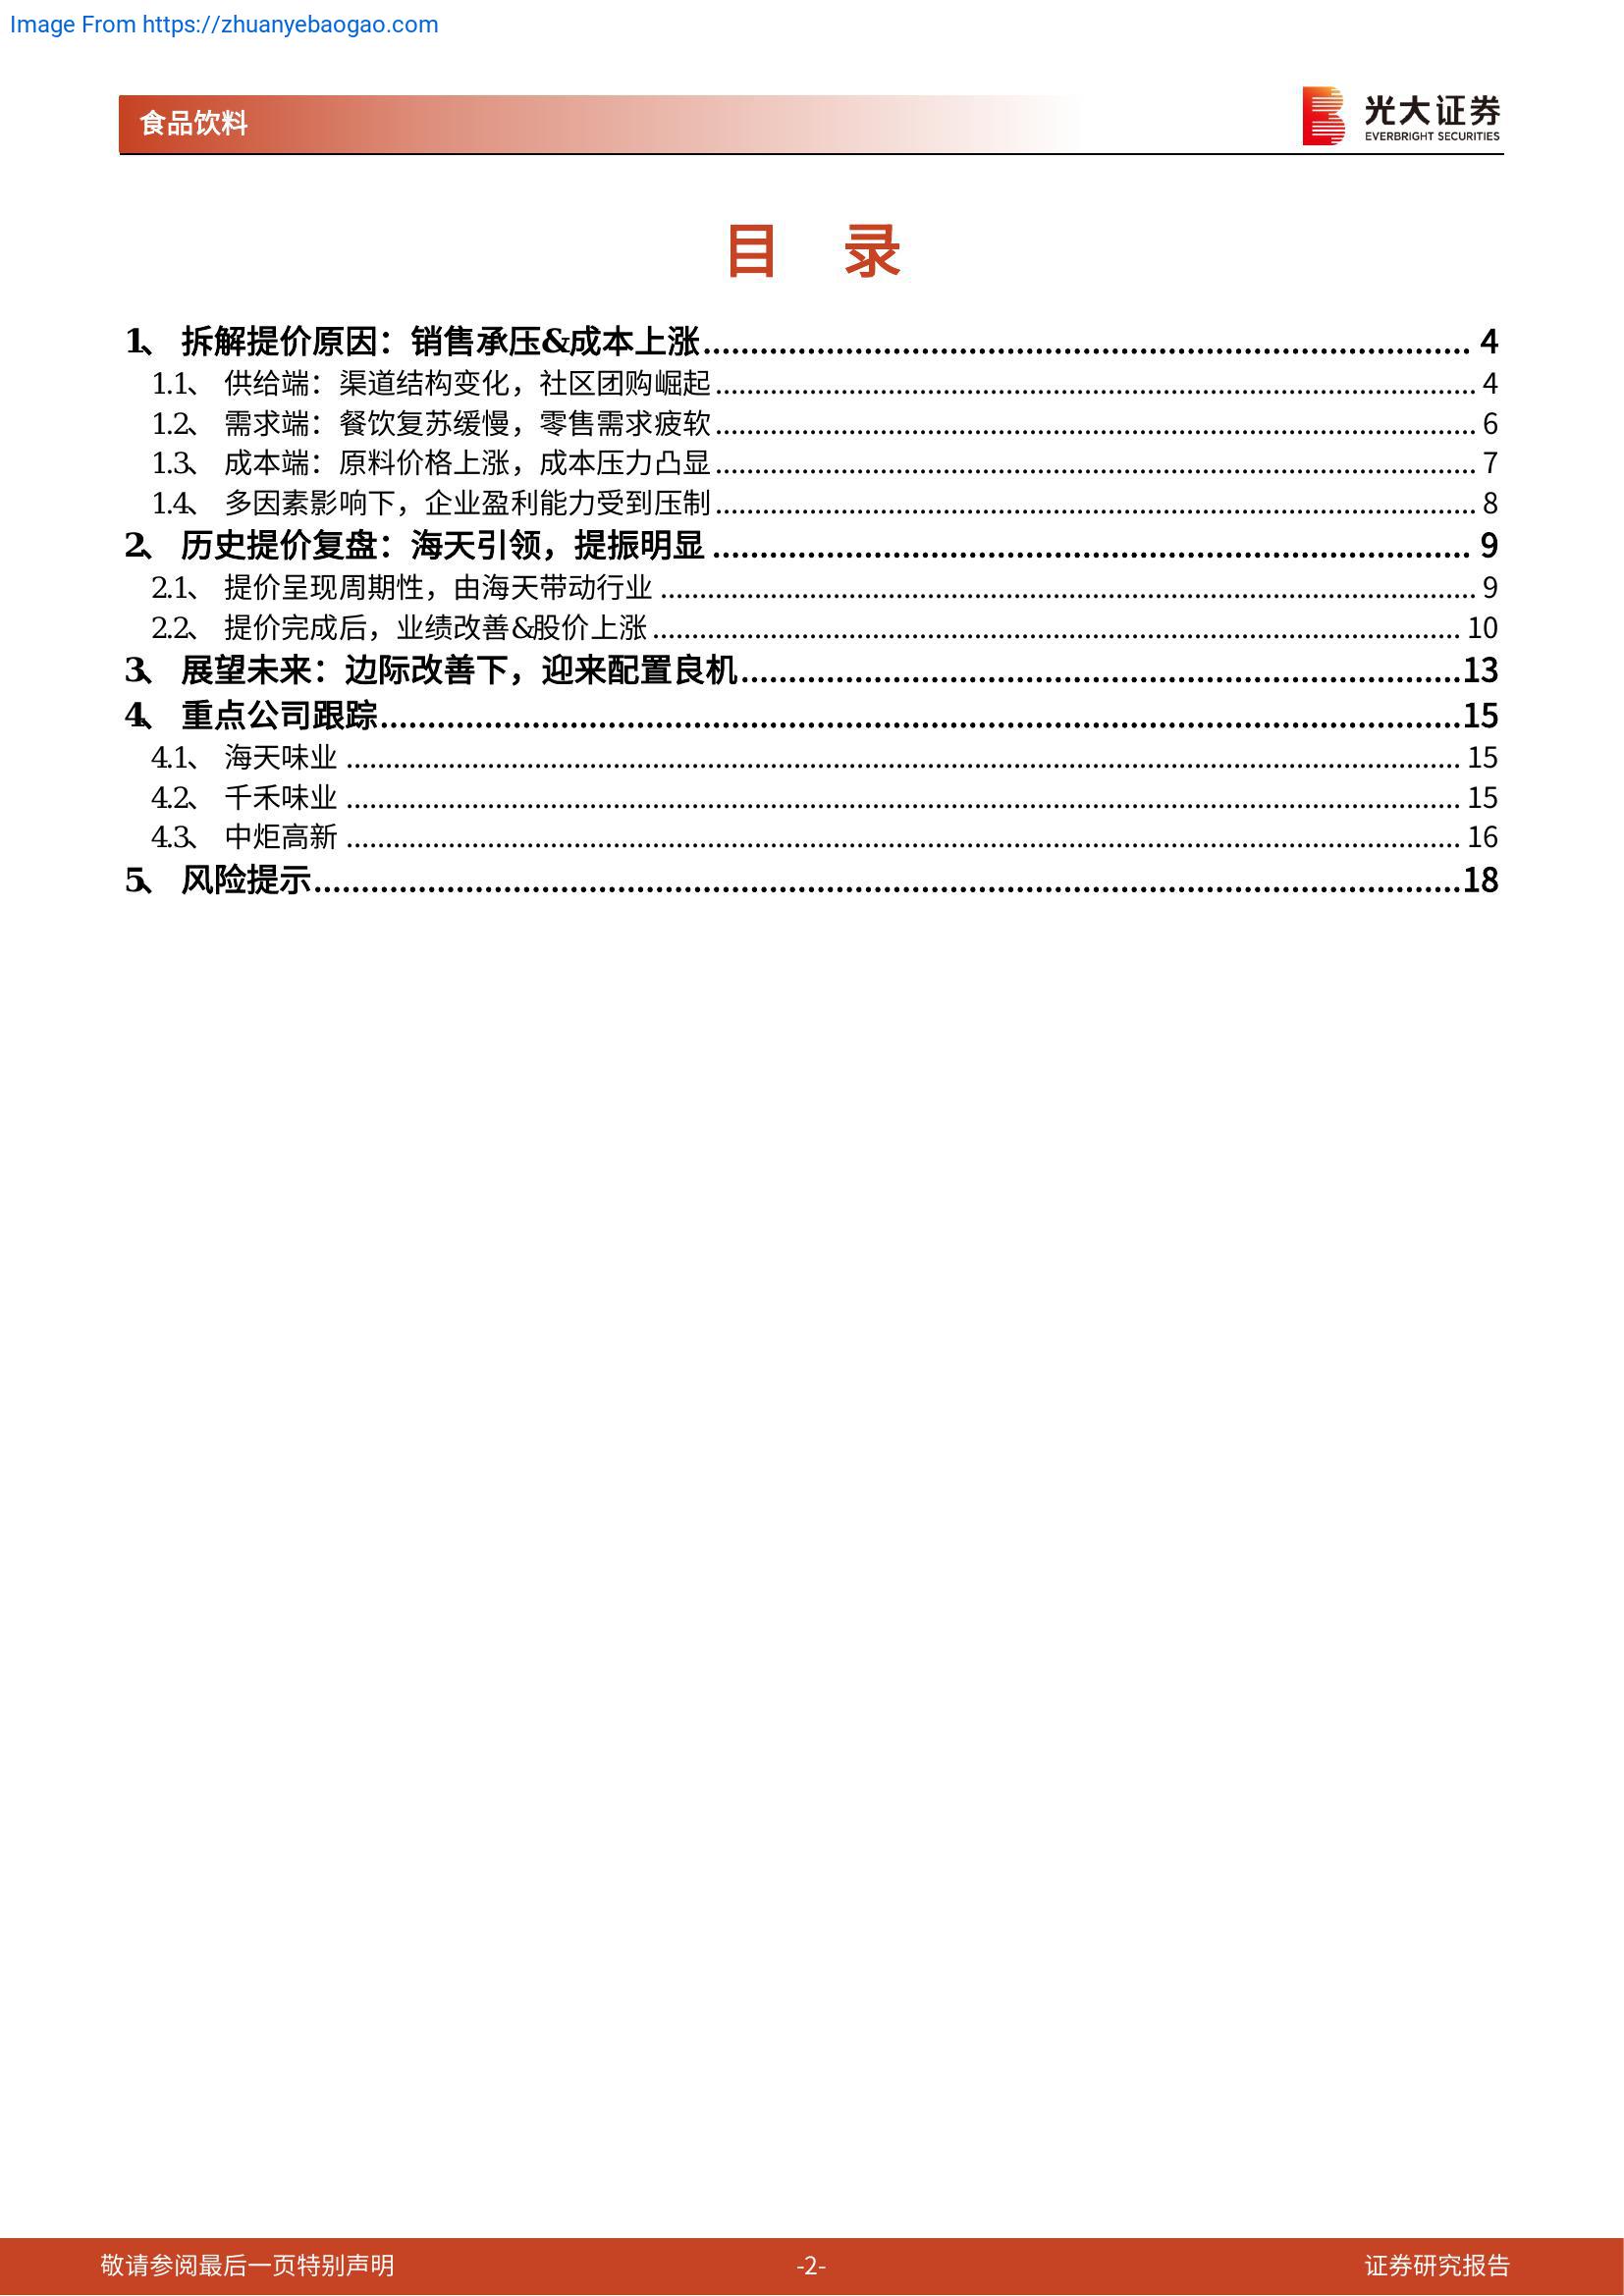 Image From https://zhuanyebaogao.com
食品饮料
光大证券
EVERBRIGHT SECURITIES
目 录
1、 拆解提价原因：销售承压&成本上涨 4
1.1、 供给端：渠道结构变化，社区团购崛起 4
1.2、 需求端：餐饮复苏缓慢，零售需求疲软 6
1.3、 成本端：原料价格上涨，成本压力凸显 7
1.4、 多因素影响下，企业盈利能力受到压制 8
2、 历史提价复盘：海天引领，提振明显 9
2.1、 提价呈现周期性，由海天带动行业 9
2.2、 提价完成后，业绩改善&股价上涨 10
3、 展望未来：边际改善下，迎来配置良机 13
4、 重点公司跟踪 15
4.1、 海天味业 15
4.2、 千禾味业 15
4.3、 中炬高新 16
5、 风险提示 18
敬请参阅最后一页特别声明 -2- 证券研究报告